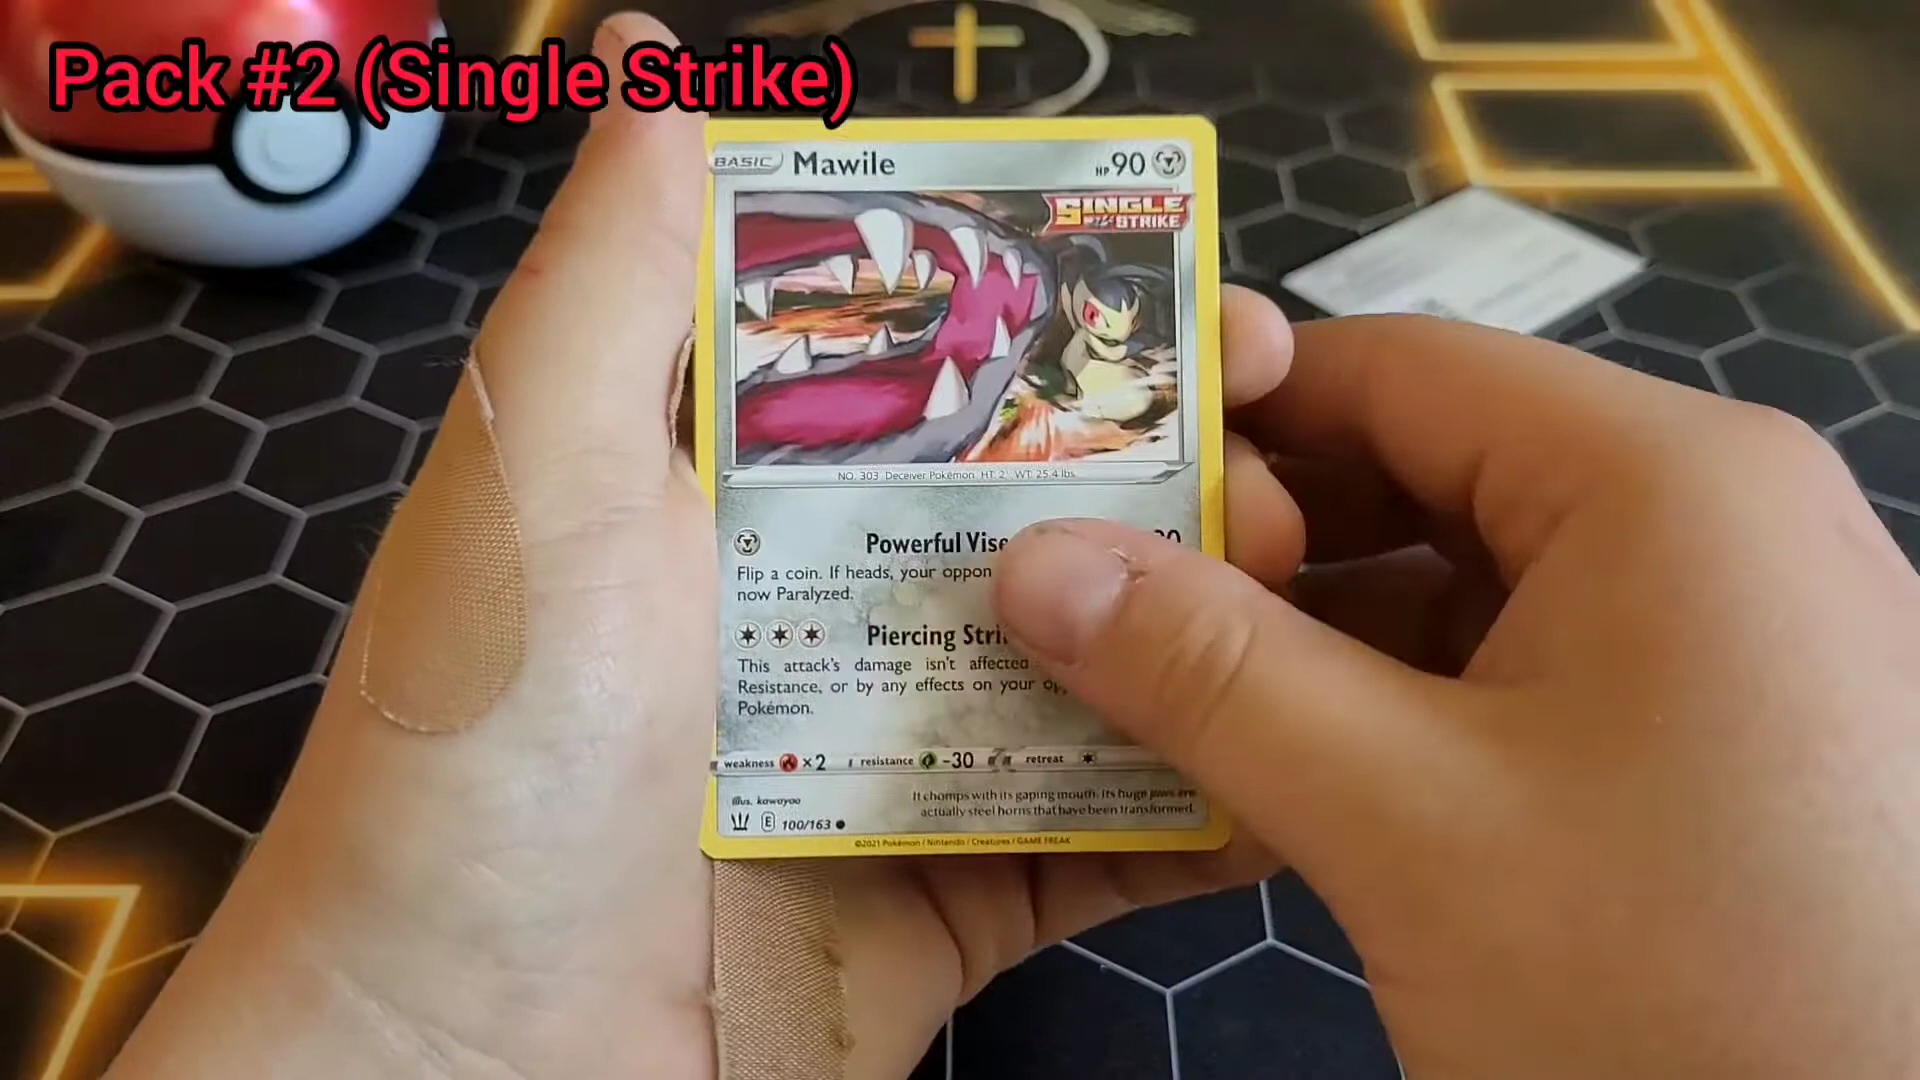 Pack #2 (Single Strike)
BASIC Mawile HP 90
SINGLE
STRIKE
NO. 303 Deceiver Pokémon HT: 2' WT: 25.4 lbs.
Powerful Vise
Flip a coin. If heads, your oppon
now Paralyzed.
Piercing Stri
This attack's damage isn't affected
Resistance, or by any effects on your
Pokémon.
weakness ×2 resistance -30 retreat
Illus. kawayoo
It chomps with its gaping mouth. Its huge jaws are
actually steel horns that have been transformed.
E 100/163
©2021 Pokémon / Nintendo / Creatures / GAME FREAK